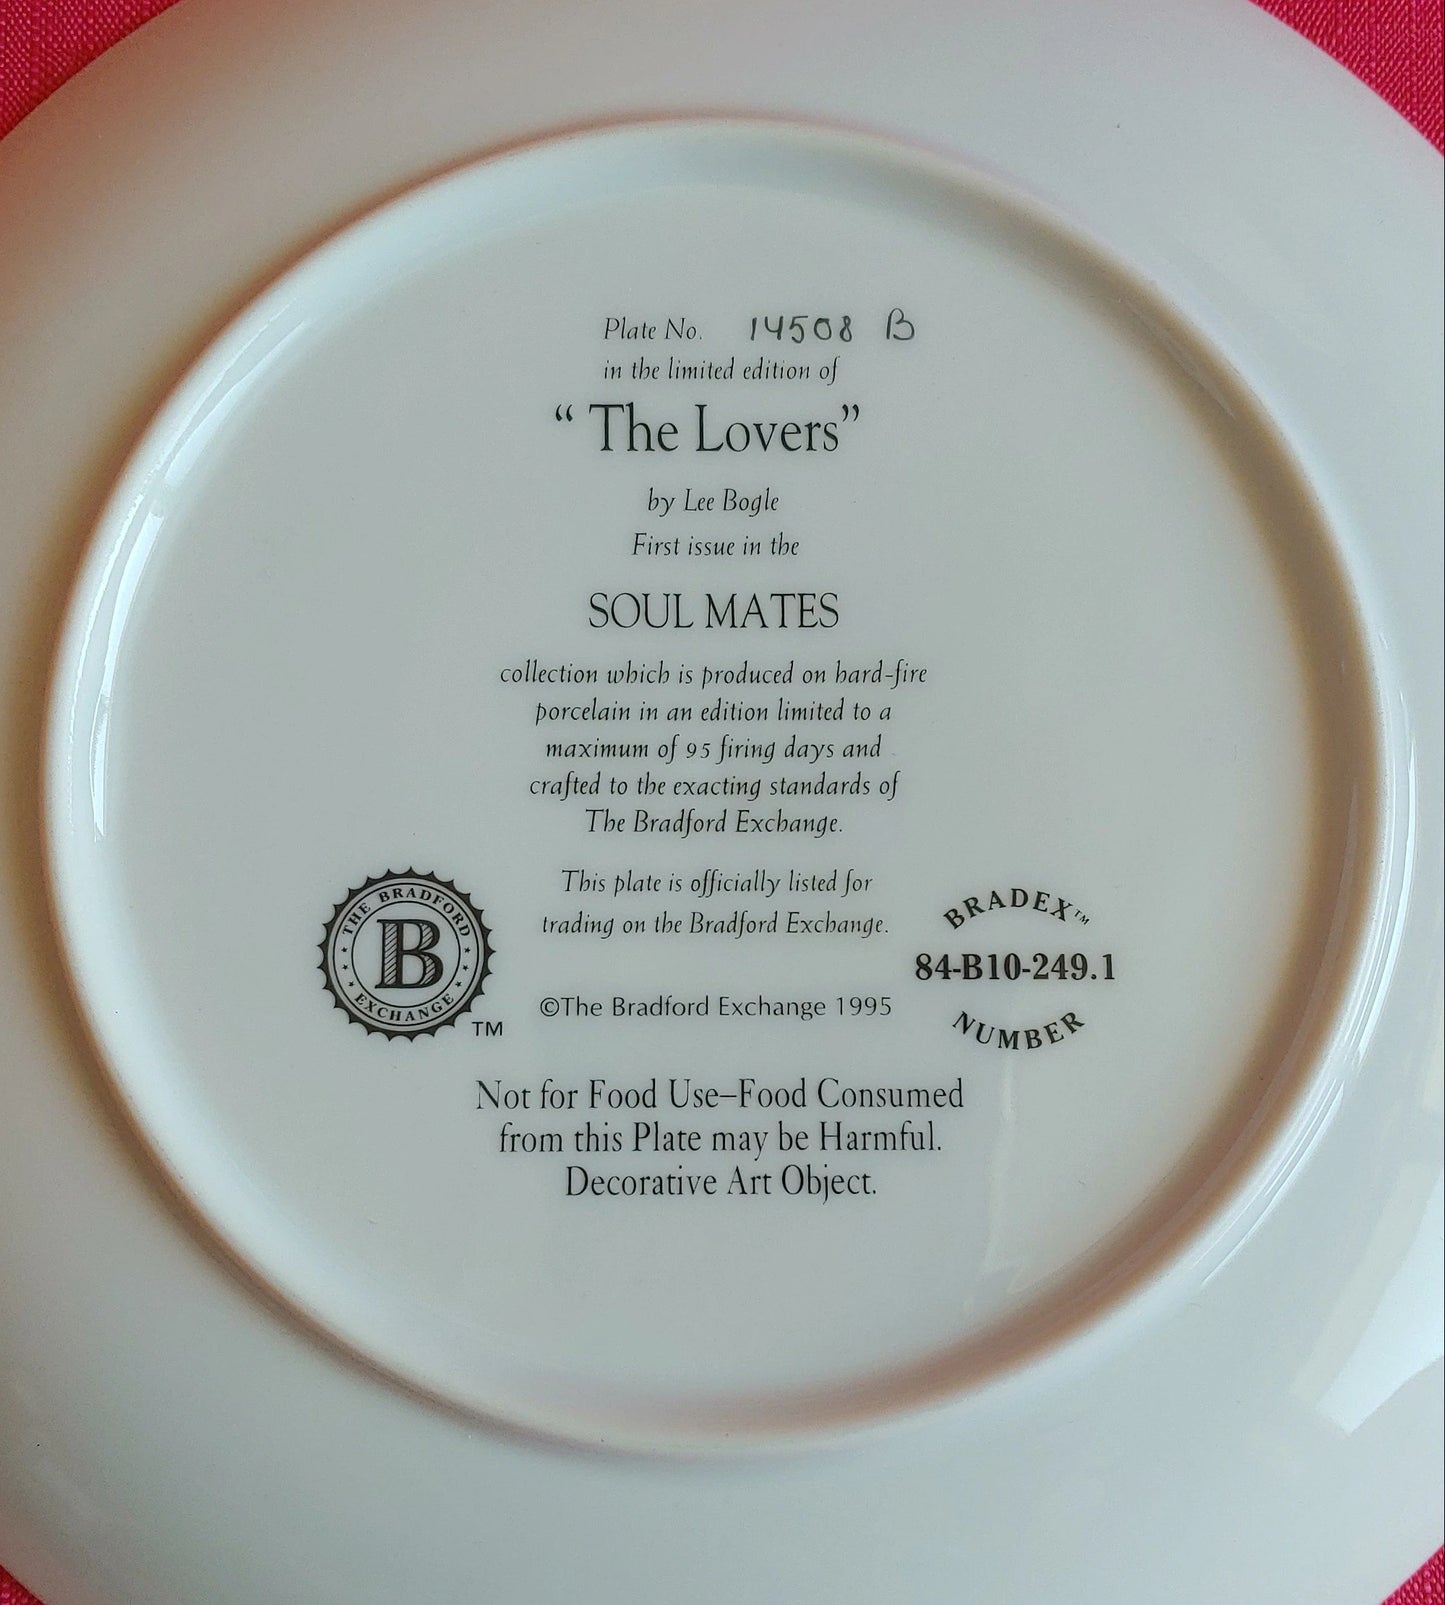 Plate No. 14508 B
in the limited edition of
“ The Lovers”
by Lee Bogle
First issue in the
SOUL MATES
collection which is produced on hard-fire
porcelain in an edition limited to a
maximum of 95 firing days and
crafted to the exacting standards of
The Bradford Exchange.
This plate is officially listed for
trading on the Bradford Exchange.
©The Bradford Exchange 1995
THE BRADFORD
B
EXCHANGE
TM
BRADEX™
84-B10-249.1
NUMBER
Not for Food Use–Food Consumed
from this Plate may be Harmful.
Decorative Art Object.